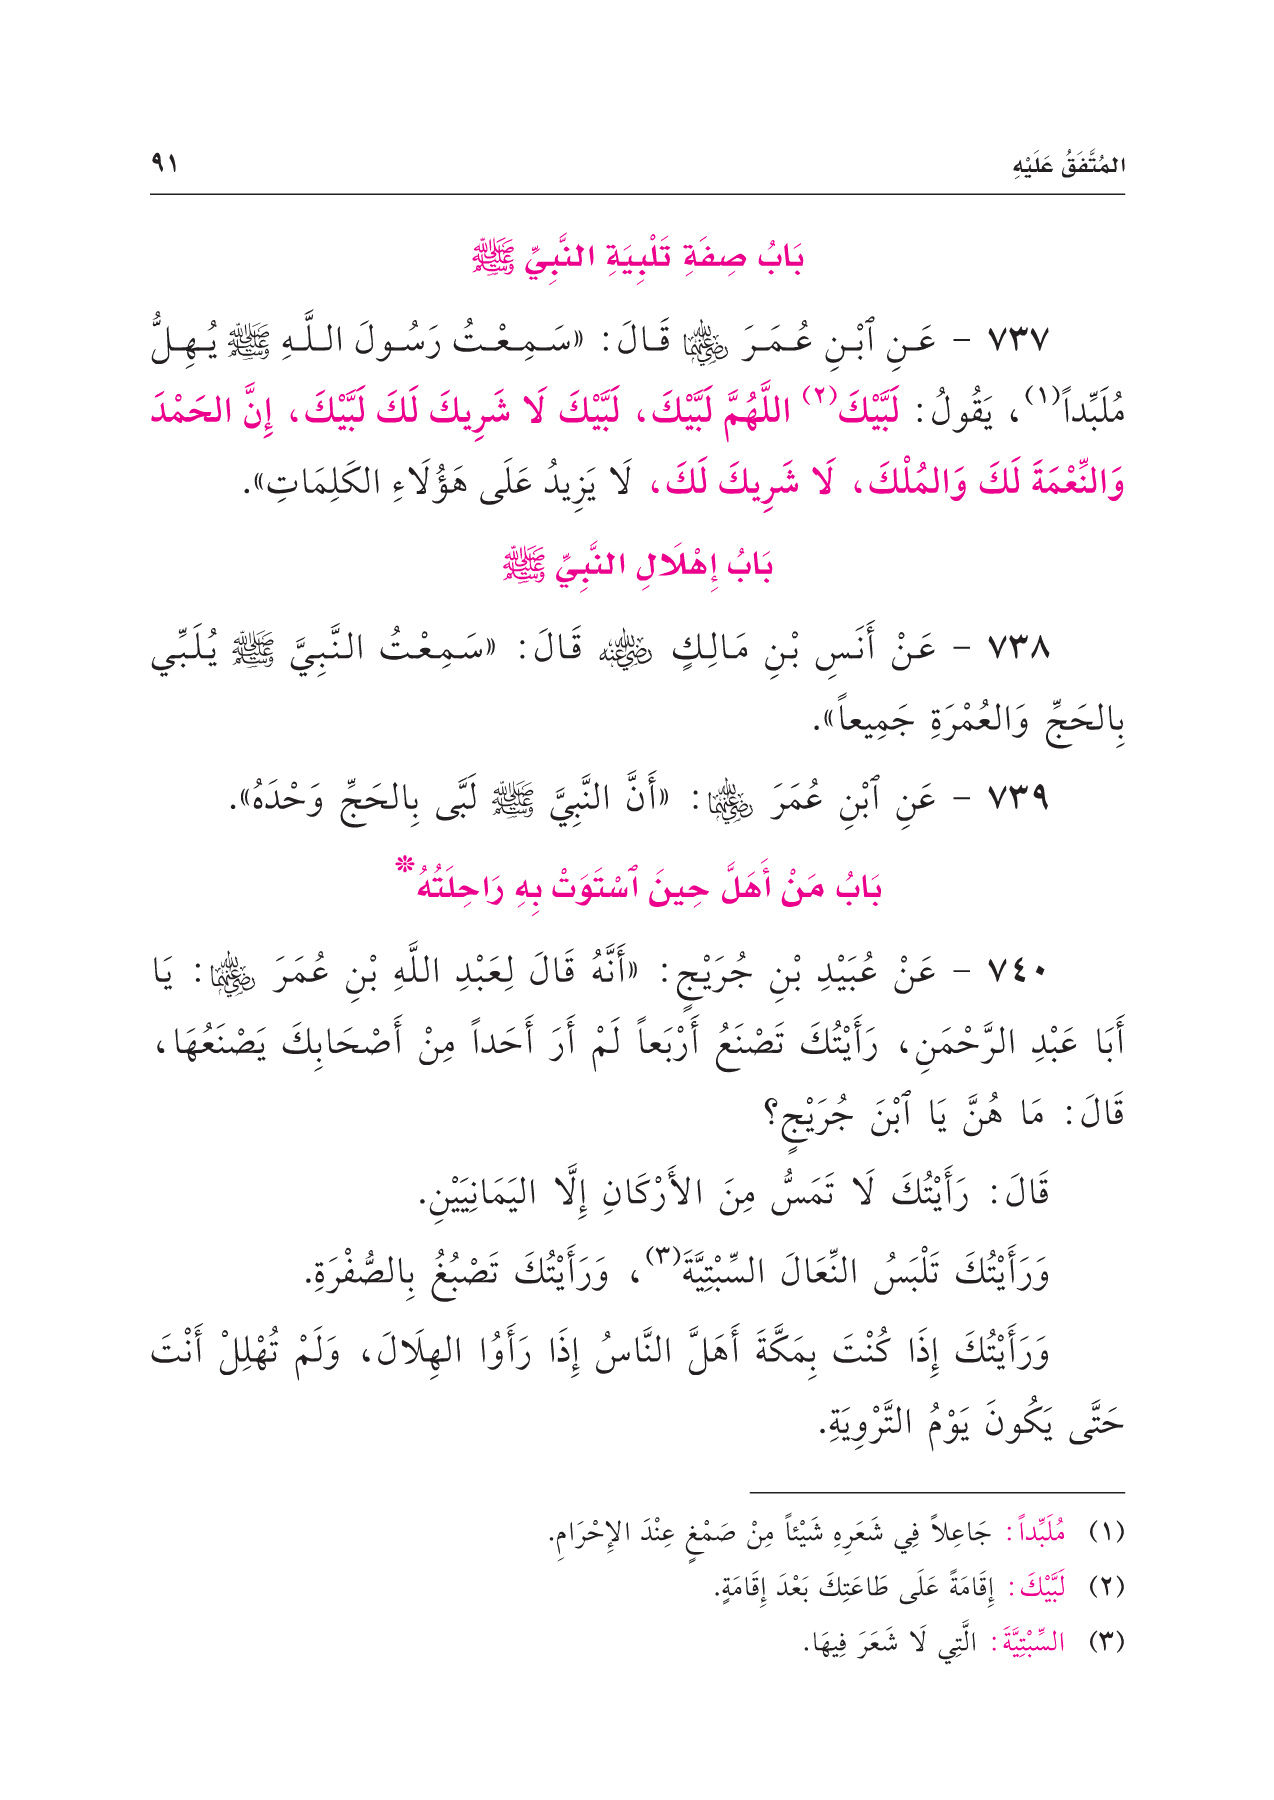 المُتَّفَقُ عَلَيْهِ ٩١
بَابُ صِفَةِ تَلْبِيَةِ النَّبِيِّ ﷺ
٧٣٧ - عَنِ ٱبْنِ عُمَرَ رضي الله عنهما قَالَ: «سَمِعْتُ رَسُولَ اللَّهِ ﷺ يُهِلُّ
مُلَبِّداً(١)، يَقُولُ: لَبَّيْكَ(٢) اللَّهُمَّ لَبَّيْكَ، لَبَّيْكَ لَا شَرِيكَ لَكَ لَبَّيْكَ، إِنَّ الحَمْدَ
وَالنِّعْمَةَ لَكَ وَالمُلْكَ، لَا شَرِيكَ لَكَ، لَا يَزِيدُ عَلَى هَؤُلَاءِ الكَلِمَاتِ».
بَابُ إِهْلَالِ النَّبِيِّ ﷺ
٧٣٨ - عَنْ أَنَسِ بْنِ مَالِكٍ رضي الله عنه قَالَ: «سَمِعْتُ النَّبِيَّ ﷺ يُلَبِّي
بِالحَجِّ وَالعُمْرَةِ جَمِيعاً».
٧٣٩ - عَنِ ٱبْنِ عُمَرَ رضي الله عنهما: «أَنَّ النَّبِيَّ ﷺ لَبَّى بِالحَجِّ وَحْدَهُ».
بَابُ مَنْ أَهَلَّ حِينَ ٱسْتَوَتْ بِهِ رَاحِلَتُهُ*
٧٤٠ - عَنْ عُبَيْدِ بْنِ جُرَيْجٍ: «أَنَّهُ قَالَ لِعَبْدِ اللَّهِ بْنِ عُمَرَ رضي الله عنهما: يَا
أَبَا عَبْدِ الرَّحْمَنِ، رَأَيْتُكَ تَصْنَعُ أَرْبَعاً لَمْ أَرَ أَحَداً مِنْ أَصْحَابِكَ يَصْنَعُهَا،
قَالَ: مَا هُنَّ يَا ٱبْنَ جُرَيْجٍ؟
قَالَ: رَأَيْتُكَ لَا تَمَسُّ مِنَ الأَرْكَانِ إِلَّا اليَمَانِيَيْنِ.
وَرَأَيْتُكَ تَلْبَسُ النِّعَالَ السِّبْتِيَّةَ(٣)، وَرَأَيْتُكَ تَصْبُغُ بِالصُّفْرَةِ.
وَرَأَيْتُكَ إِذَا كُنْتَ بِمَكَّةَ أَهَلَّ النَّاسُ إِذَا رَأَوُا الهِلَالَ، وَلَمْ تُهْلِلْ أَنْتَ
حَتَّى يَكُونَ يَوْمُ التَّرْوِيَةِ.
(١) مُلَبِّداً: جَاعِلاً فِي شَعَرِهِ شَيْئاً مِنْ صَمْغٍ عِنْدَ الإِحْرَامِ.
(٢) لَبَّيْكَ: إِقَامَةً عَلَى طَاعَتِكَ بَعْدَ إِقَامَةٍ.
(٣) السِّبْتِيَّةَ: الَّتِي لَا شَعَرَ فِيهَا.